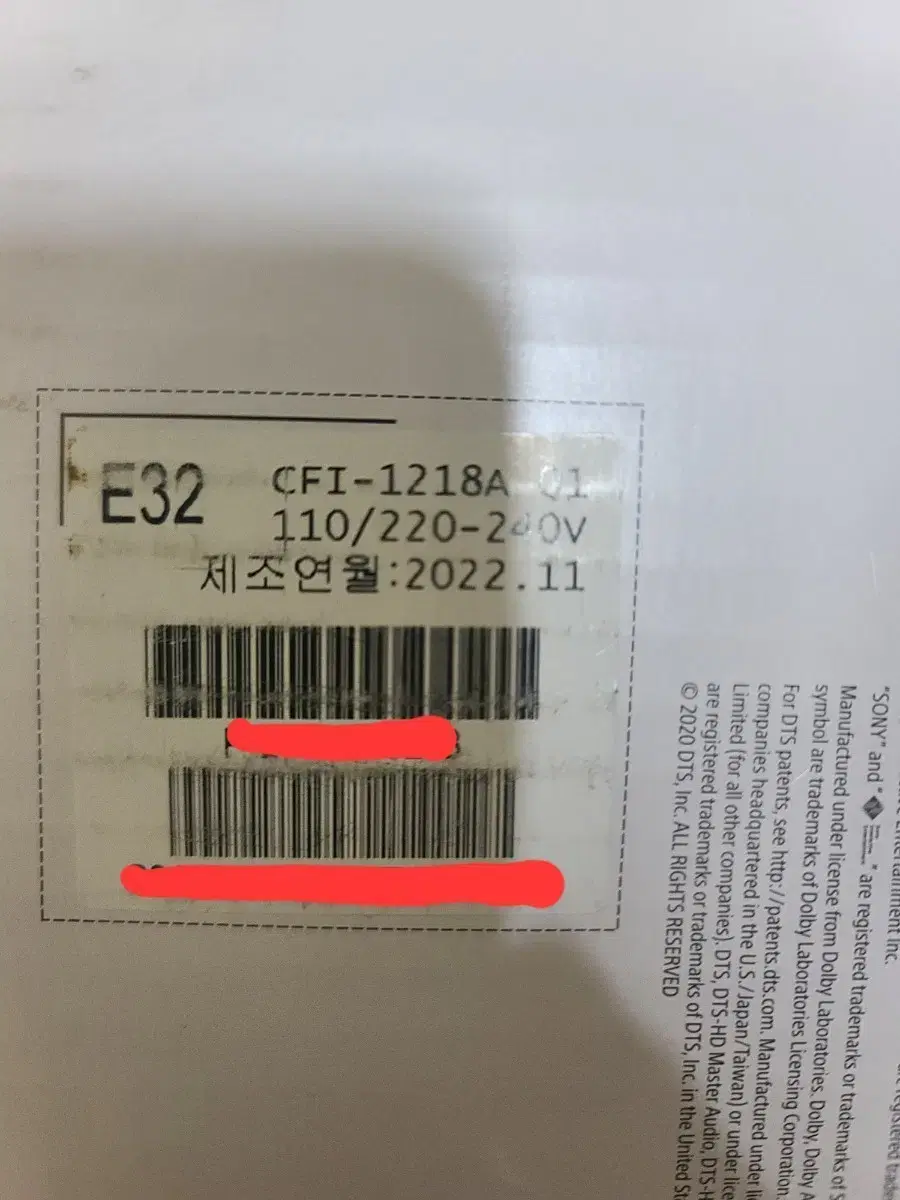 E32
CFI-1218A 01
110/220-240V
제조연월:2022.11
"SONY" and " " are registered trademarks or trademarks of
Manufactured under license from Dolby Laboratories. Dolby, Dolby A
symbol are trademarks of Dolby Laboratories Licensing Corporation.
For DTS patents, see http://patents.dts.com. Manufactured under li
companies headquartered in the U.S./Japan/Taiwan) or under lice
Limited (for all other companies). DTS, DTS-HD Master Audio, DTS-H
are registered trademarks or trademarks of DTS, Inc. in the United St
© 2020 DTS, Inc. ALL RIGHTS RESERVED